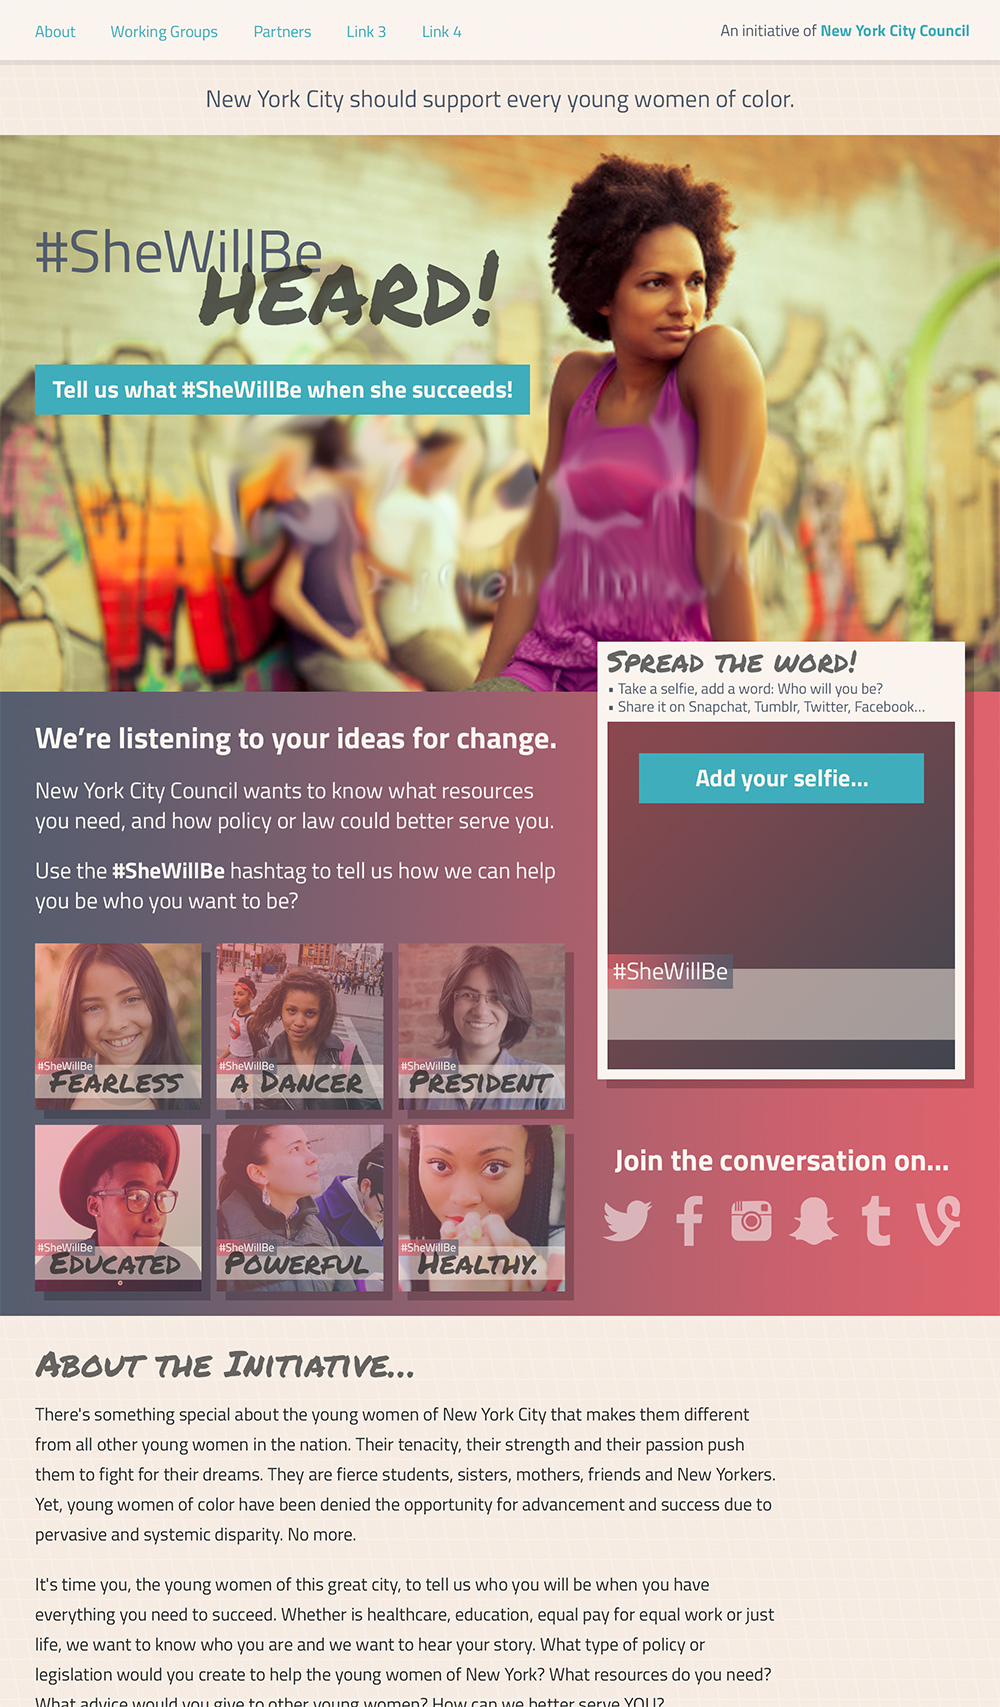 About Working Groups Partners Link 3 Link 4
An initiative of New York City Council
New York City should support every young women of color.
#SheWillBe
HEARD!
Tell us what #SheWillBe when she succeeds!
We're listening to your ideas for change.
New York City Council wants to know what resources
you need, and how policy or law could better serve you.
Use the #SheWillBe hashtag to tell us how we can help
you be who you want to be?
#SheWillBe
FEARLESS
#SheWillBe
A DANCER
#SheWillBe
PRESIDENT
#SheWillBe
EDUCATED
#SheWillBe
POWERFUL
#SheWillBe
HEALTHY.
SPREAD THE WORD!
▪ Take a selfie, add a word: Who will you be?
▪ Share it on Snapchat, Tumblr, Twitter, Facebook...
Add your selfie...
#SheWillBe
Join the conversation on...
ABOUT THE INITIATIVE...
There's something special about the young women of New York City that makes them different
from all other young women in the nation. Their tenacity, their strength and their passion push
them to fight for their dreams. They are fierce students, sisters, mothers, friends and New Yorkers.
Yet, young women of color have been denied the opportunity for advancement and success due to
pervasive and systemic disparity. No more.
It's time you, the young women of this great city, to tell us who you will be when you have
everything you need to succeed. Whether is healthcare, education, equal pay for equal work or just
life, we want to know who you are and we want to hear your story. What type of policy or
legislation would you create to help the young women of New York? What resources do you need?
What advice would you give to other young women? How can we better serve YOU?